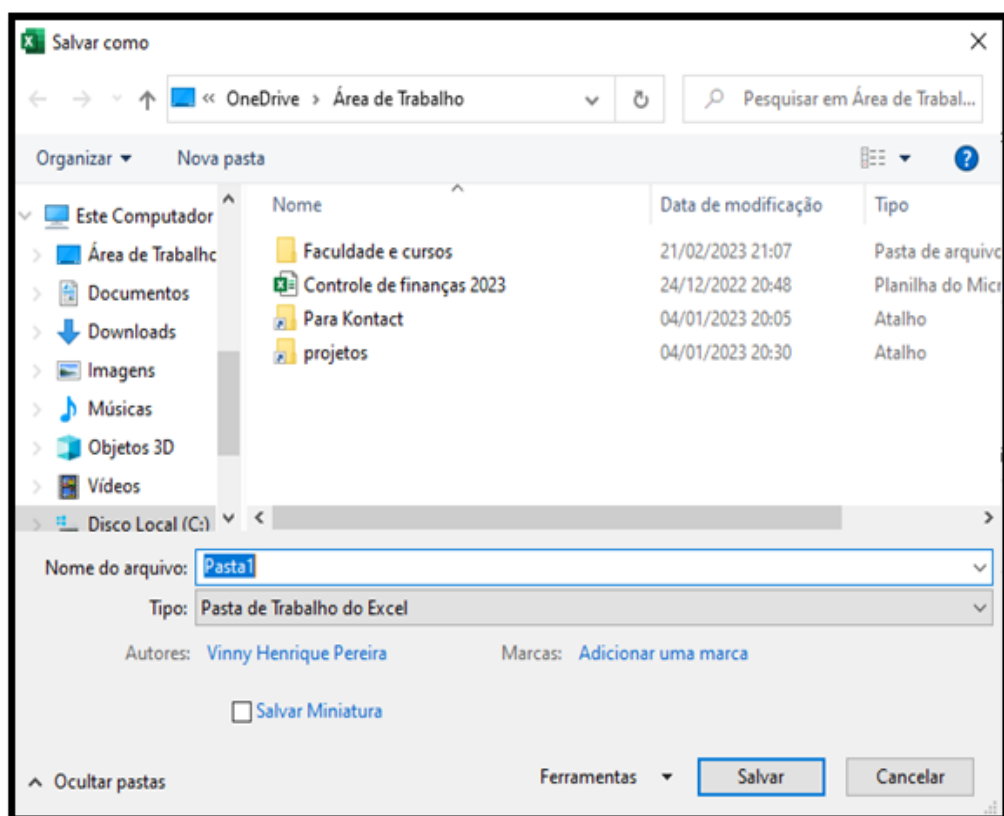 Salvar como
« OneDrive › Área de Trabalho
Pesquisar em Área de Trabal...
Organizar
Nova pasta
Este Computador
Nome
Data de modificação
Tipo
Área de Trabalho
Faculdade e cursos 21/02/2023 21:07 Pasta de arquivo
Documentos
Controle de finanças 2023 24/12/2022 20:48 Planilha do Micr
Downloads
Para Kontact 04/01/2023 20:05 Atalho
Imagens
projetos 04/01/2023 20:30 Atalho
Músicas
Objetos 3D
Vídeos
Disco Local (C:)
Nome do arquivo: Pasta1
Tipo: Pasta de Trabalho do Excel
Autores: Vinny Henrique Pereira Marcas: Adicionar uma marca
Salvar Miniatura
Ocultar pastas
Ferramentas
Salvar
Cancelar